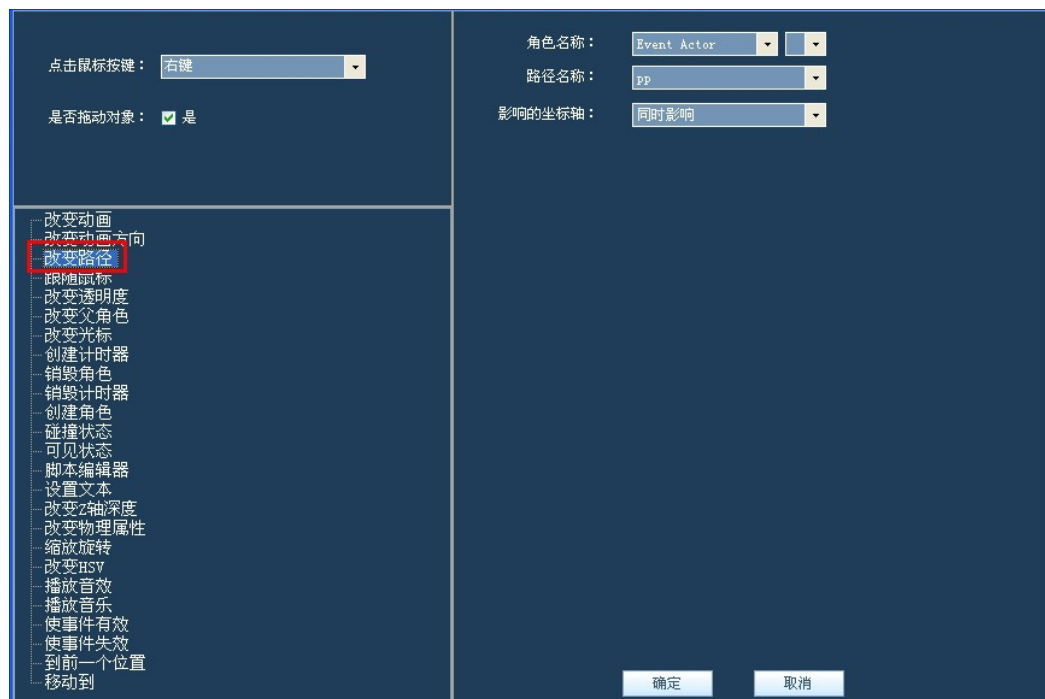 点击鼠标按键： 右键
是否拖动对象： 是
角色名称： Event Actor
路径名称： pp
影响的坐标轴： 同时影响
改变动画
改变动画方向
改变路径
跟随鼠标
改变透明度
改变父角色
改变光标
创建计时器
销毁角色
销毁计时器
创建角色
碰撞状态
可见状态
脚本编辑器
设置文本
改变Z轴深度
改变物理属性
缩放旋转
改变HSV
播放音效
播放音乐
使事件有效
使事件失效
到前一个位置
移动到
确定 取消